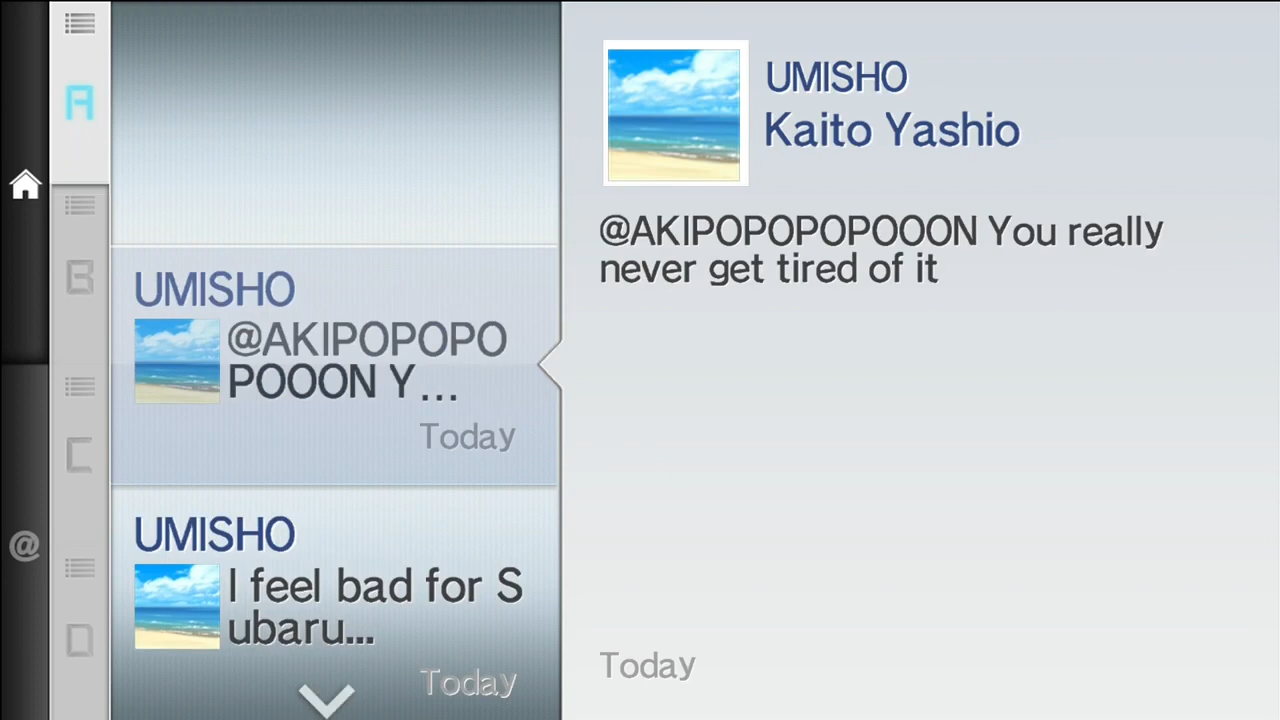 A
B
C
D
@
UMISHO
@AKIPOPOPO
POOON Y...
Today
UMISHO
I feel bad for S
ubaru...
Today
UMISHO
Kaito Yashio
@AKIPOPOPOPOOON You really
never get tired of it
Today